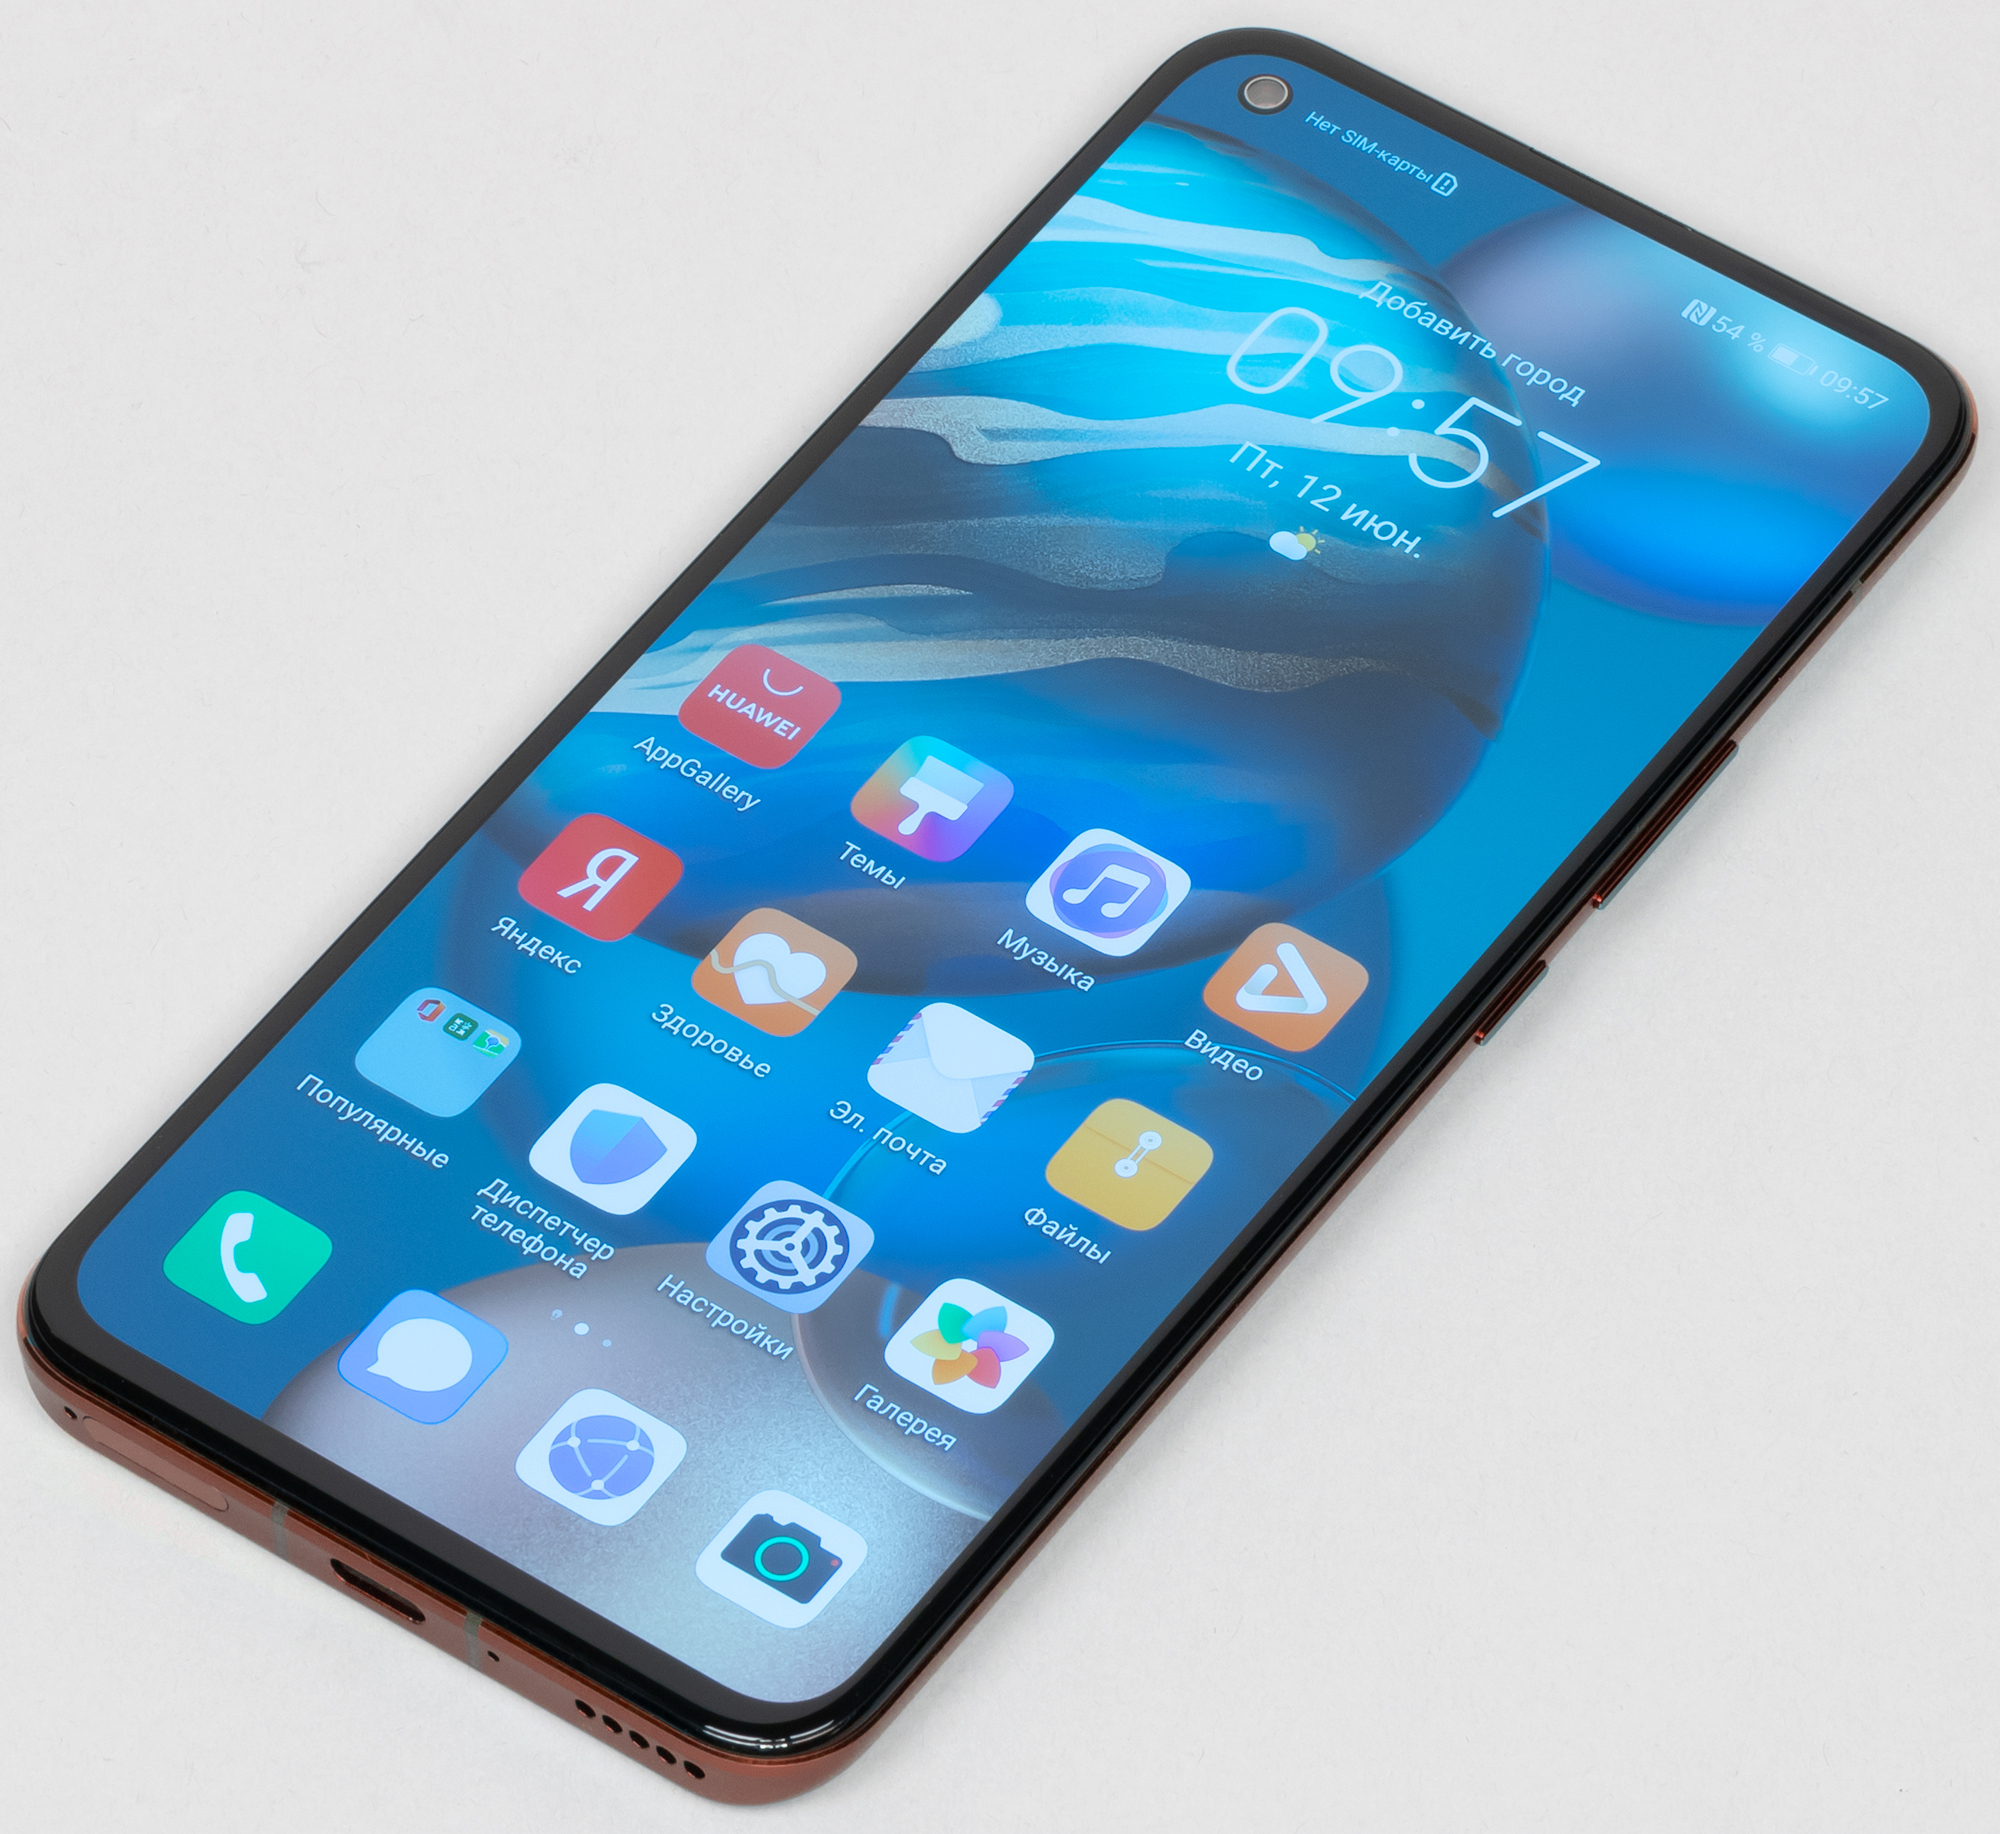 Нет SIM-карты
54 % 09:57
Добавить город
09:57
Пт, 12 июн.
HUAWEI
AppGallery
Темы
Музыка
Видео
Я
Яндекс
Здоровье
Эл. почта
Файлы
Популярные
Диспетчер
телефона
Настройки
Галерея